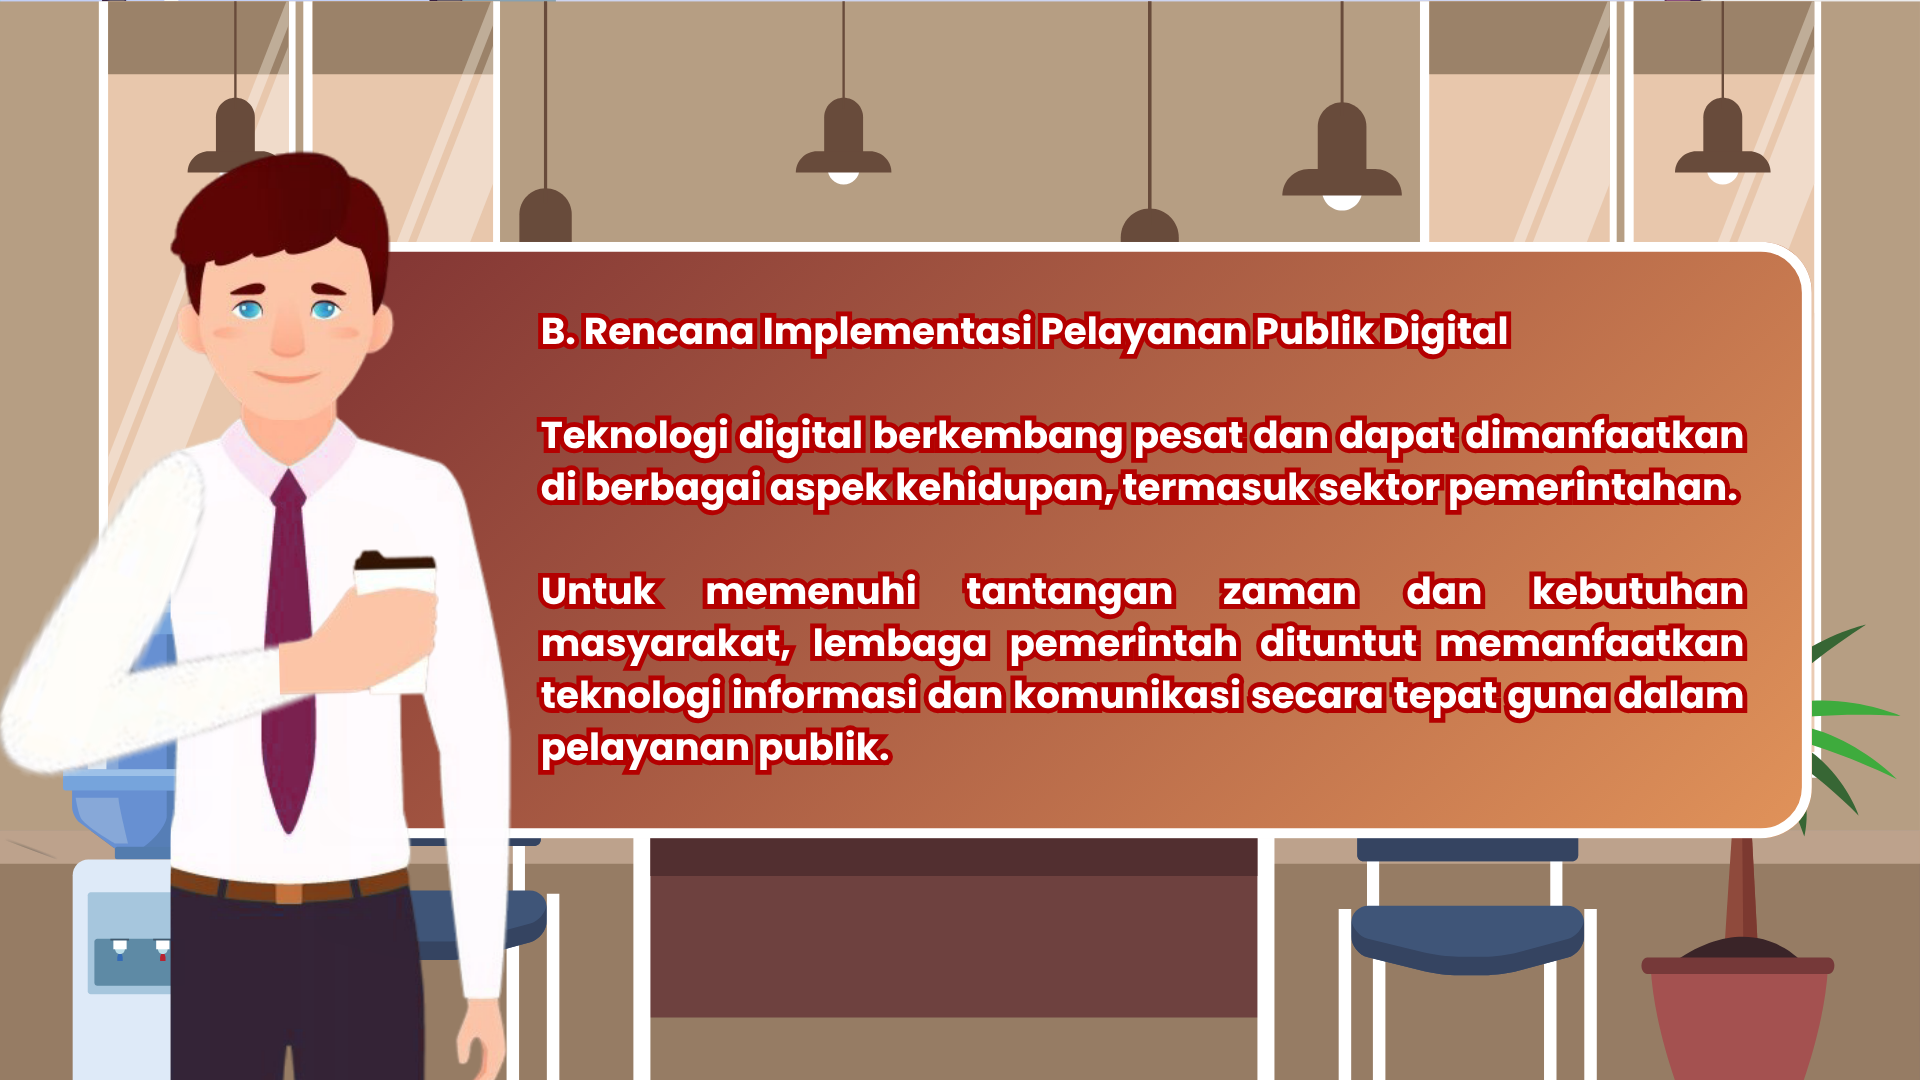 B. Rencana Implementasi Pelayanan Publik Digital
Teknologi digital berkembang pesat dan dapat dimanfaatkan
di berbagai aspek kehidupan, termasuk sektor pemerintahan.
Untuk memenuhi tantangan zaman dan kebutuhan
masyarakat, lembaga pemerintah dituntut memanfaatkan
teknologi informasi dan komunikasi secara tepat guna dalam
pelayanan publik.